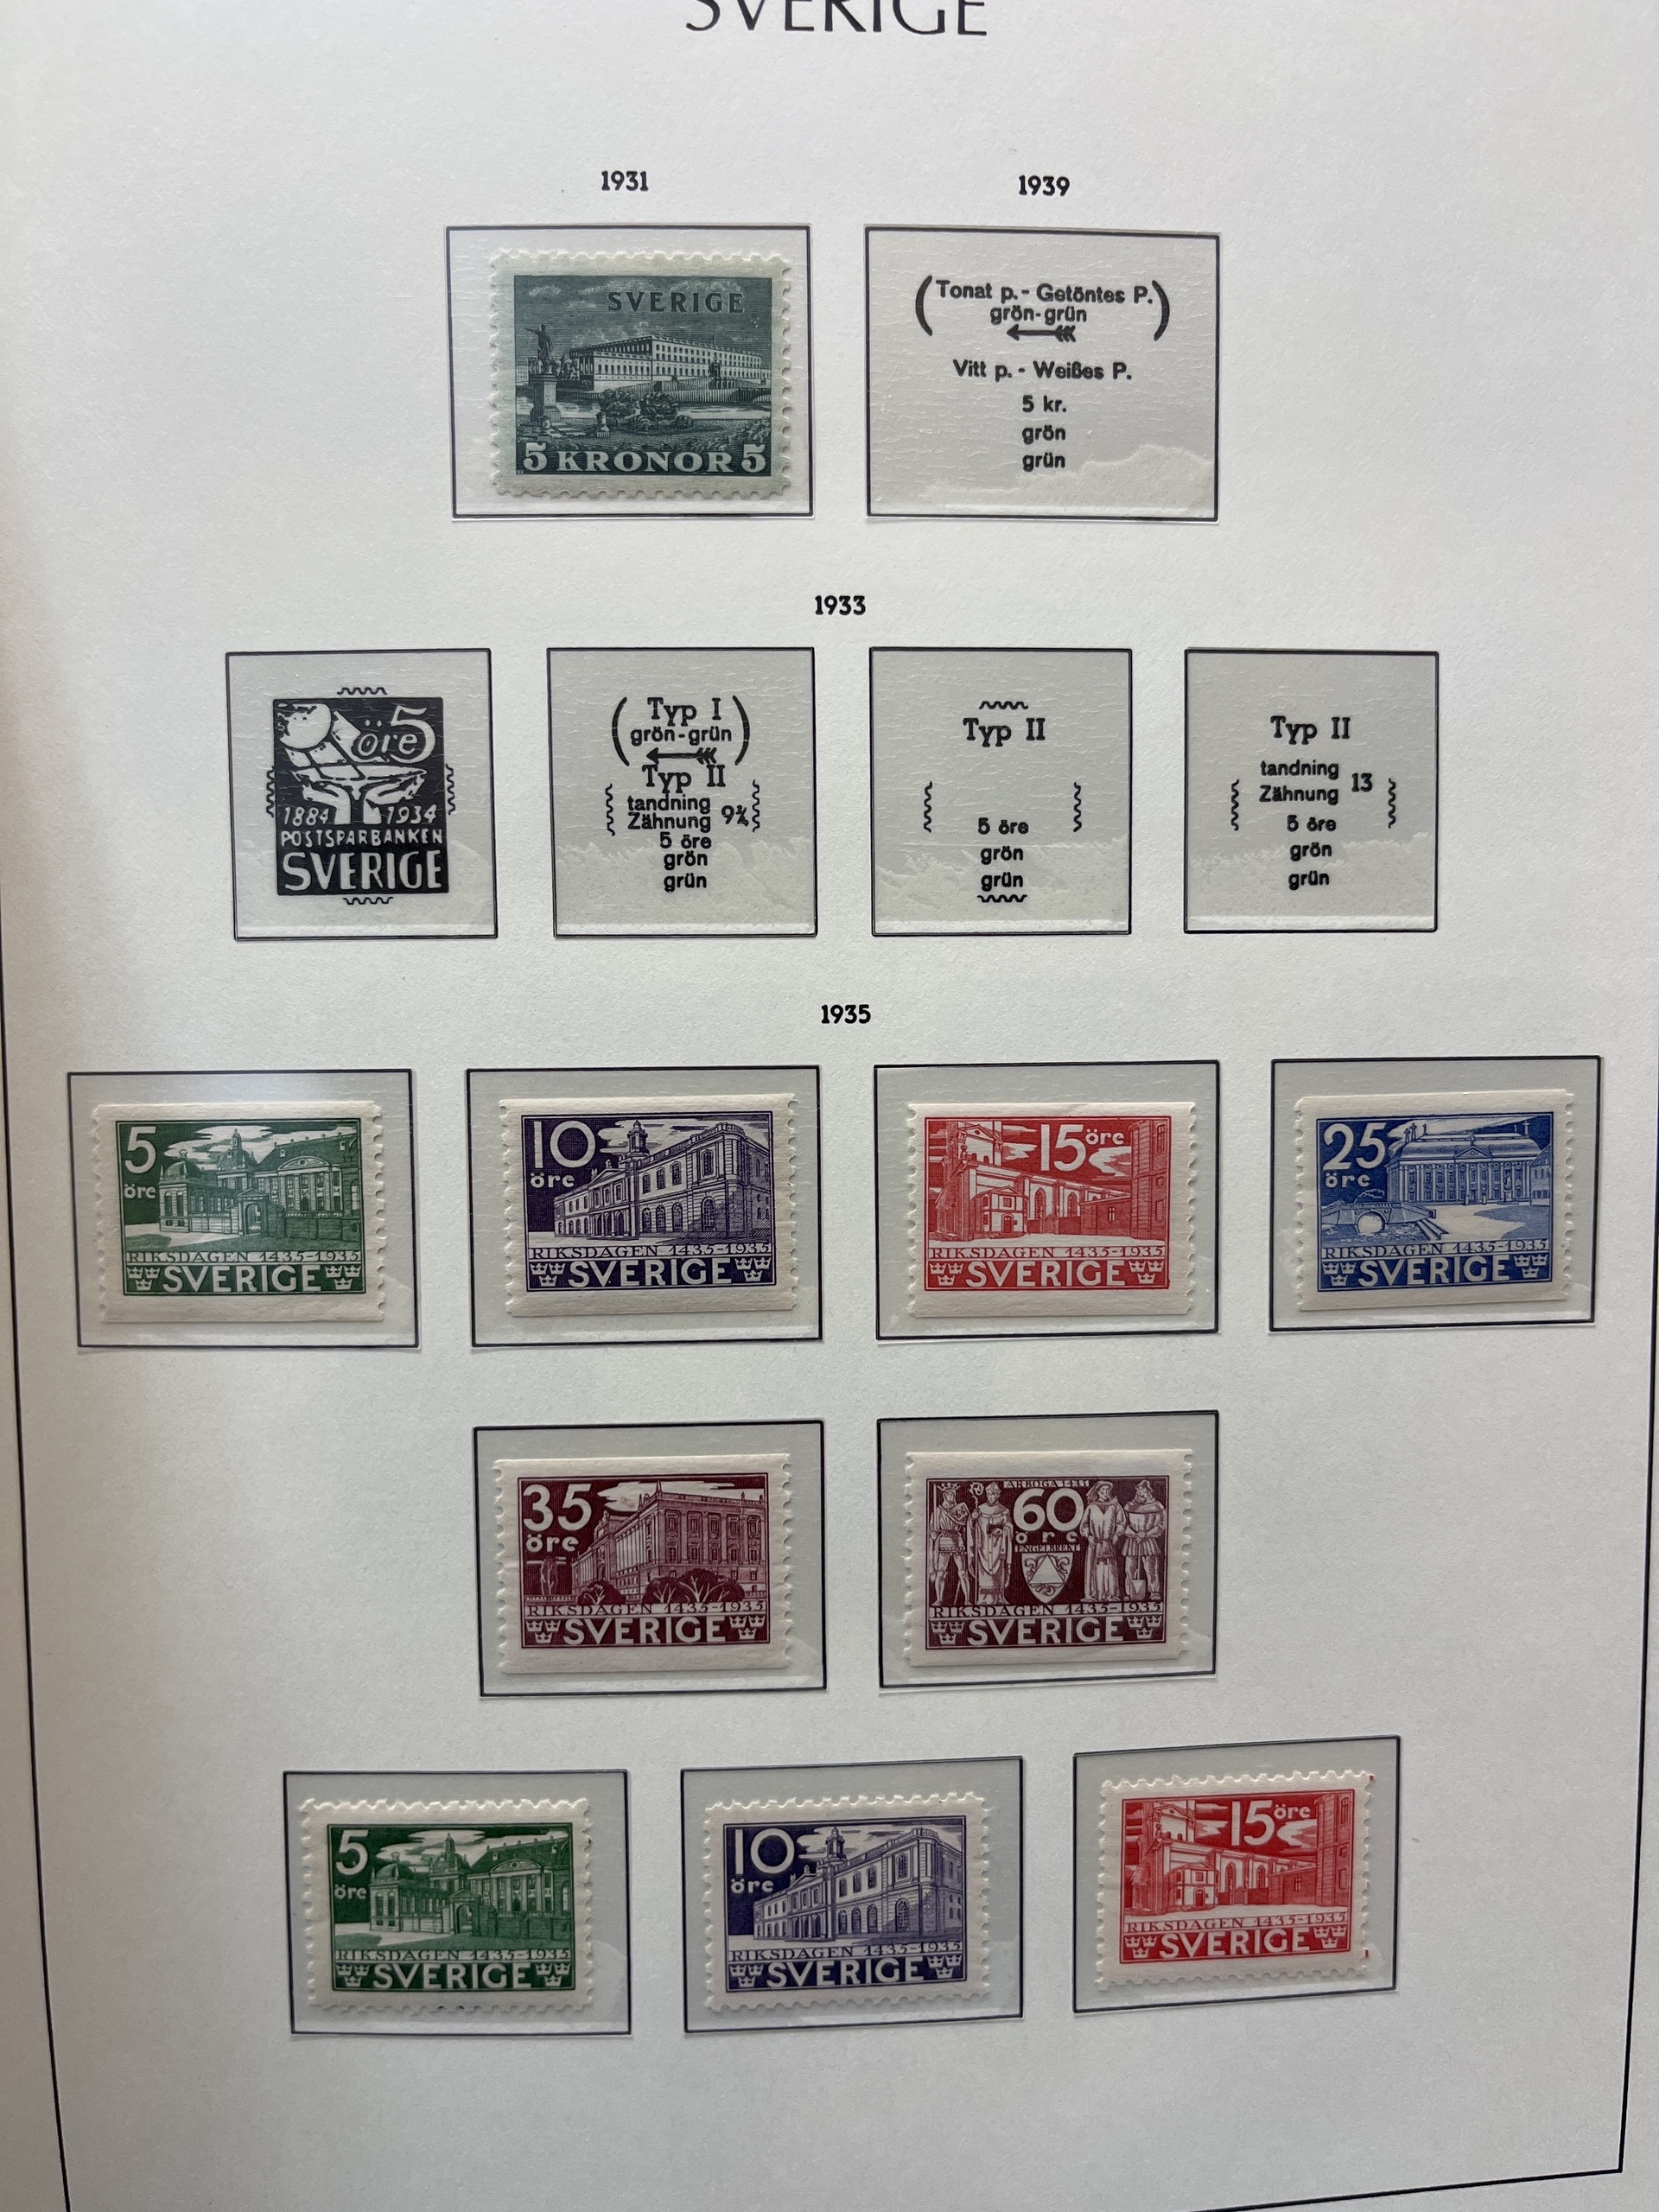 SVERIGE
1931
1939
SVERIGE
5 KRONOR 5
(Tonat p.- Getöntes P.)
grön-grün
Vitt p. - Weißes P.
5 kr.
grön
grün
1933
5
öre
1884 1934
POSTSPARBANKEN
SVERIGE
(Typ I)
grön-grün
Typ II
tandning
Zähnung 9¾
5 öre
grön
grün
Typ II
5 öre
grön
grün
Typ II
tandning
Zähnung 13
5 öre
grön
grün
1935
5
öre
RIKSDAGEN 1435-1935
SVERIGE
10
öre
RIKSDAGEN 1435-1935
SVERIGE
15 öre
RIKSDAGEN 1435-1935
SVERIGE
25
öre
RIKSDAGEN 1435-1935
SVERIGE
35
öre
RIKSDAGEN 1435-1935
SVERIGE
ARBOGA 1435
60
öre
ENGELBREKT
RIKSDAGEN 1435-1935
SVERIGE
5
öre
RIKSDAGEN 1435-1935
SVERIGE
10
öre
RIKSDAGEN 1435-1935
SVERIGE
15 öre
RIKSDAGEN 1435-1935
SVERIGE